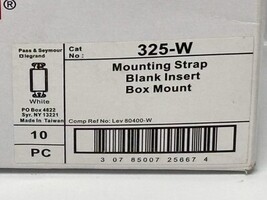 ®
Pass & Seymour
Legrand
White
PO Box 4822
Syr. NY 13221
Made In Taiwan
10
PC
Cat
No.:
325-W
Mounting Strap
Blank Insert
Box Mount
Comp Ref No: Lev 80400-W
3 07 85007 25667 4